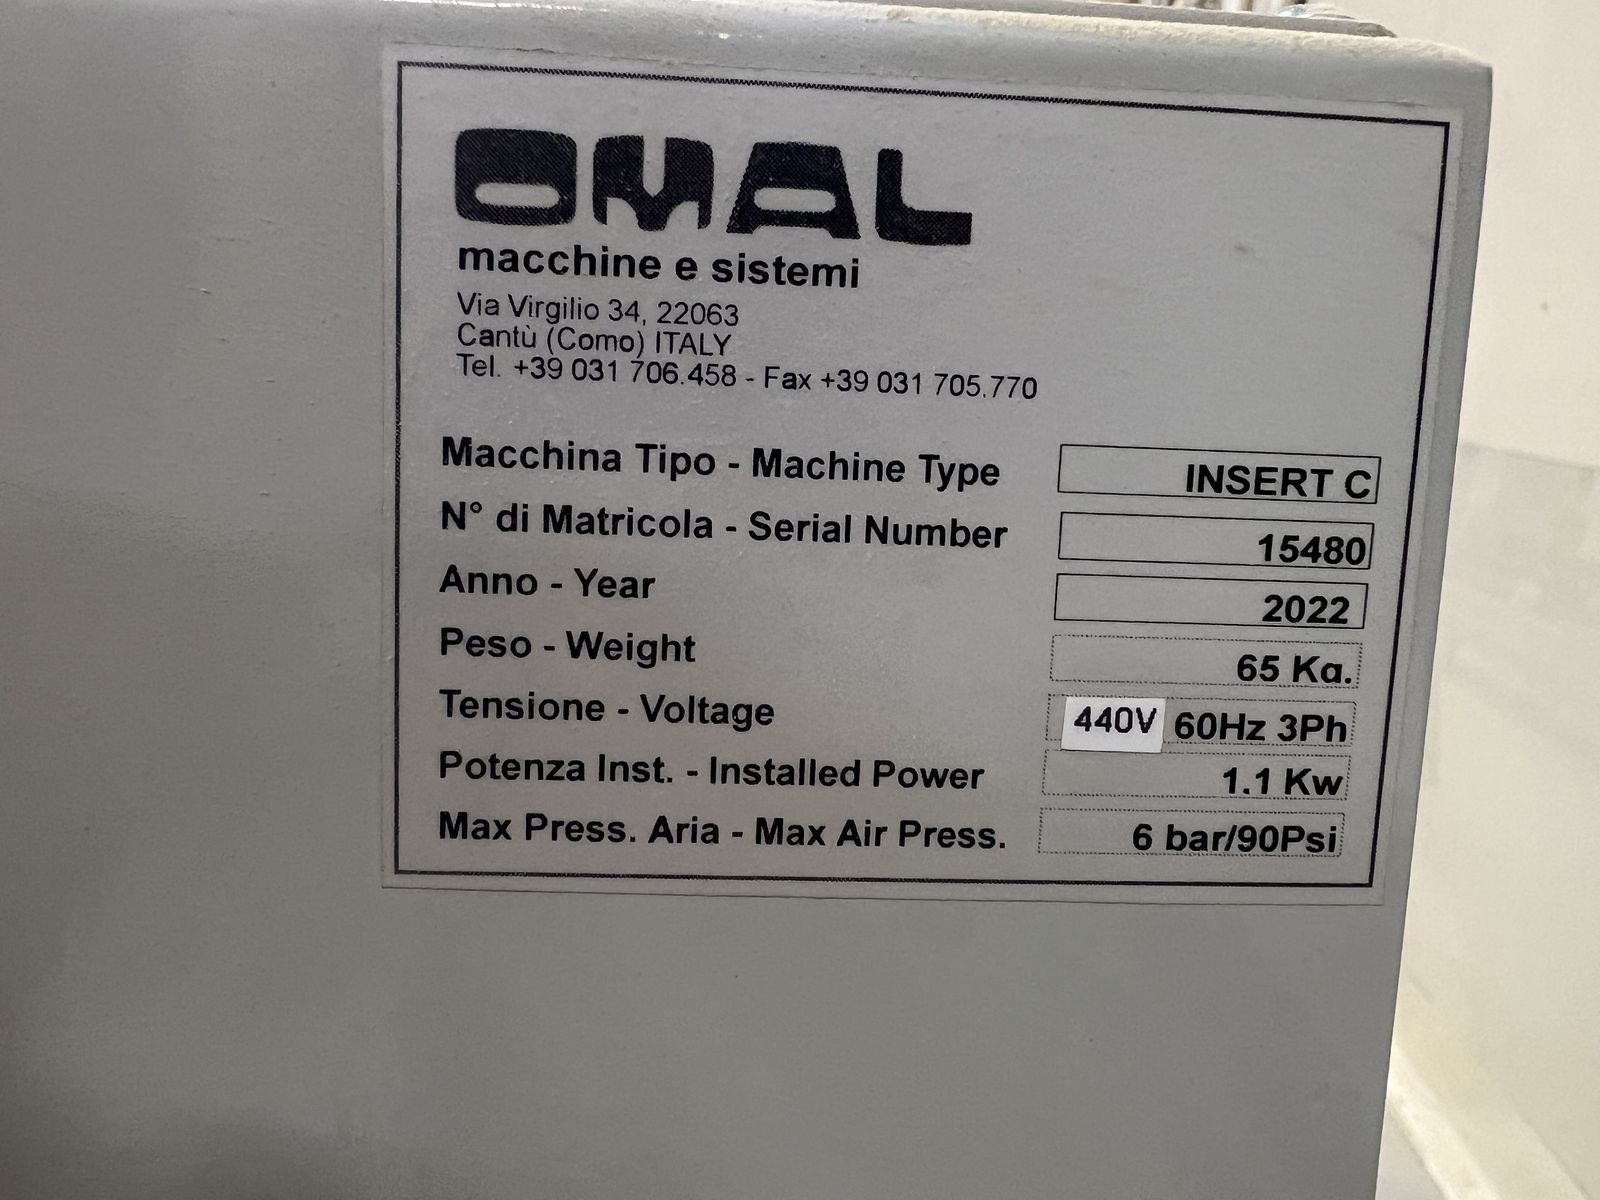 OMAL
macchine e sistemi
Via Virgilio 34, 22063
Cantù (Como) ITALY
Tel. +39 031 706.458 - Fax +39 031 705.770
Macchina Tipo - Machine Type INSERT C
N° di Matricola - Serial Number 15480
Anno - Year 2022
Peso - Weight 65 Kg.
Tensione - Voltage 440V 60Hz 3Ph
Potenza Inst. - Installed Power 1.1 Kw
Max Press. Aria - Max Air Press. 6 bar/90Psi